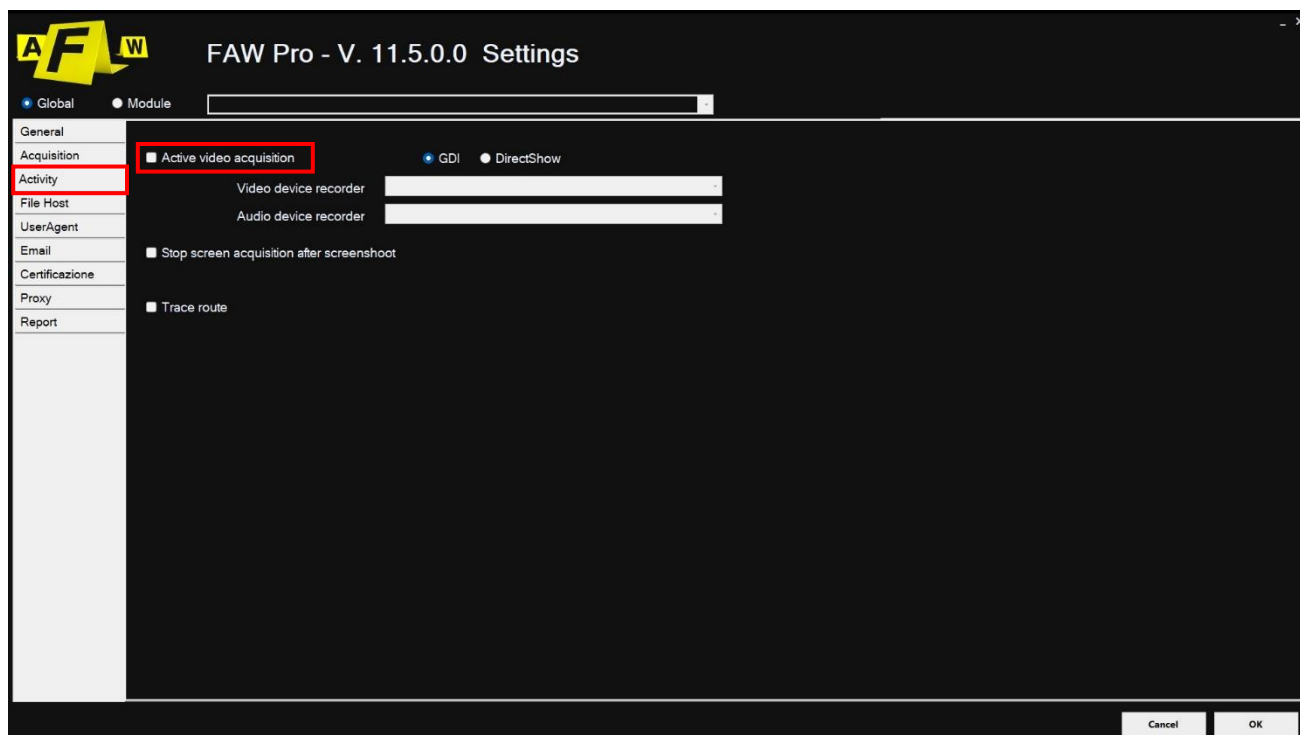 A F W
FAW Pro - V. 11.5.0.0 Settings
Global Module
General
Acquisition
Active video acquisition GDI DirectShow
Activity
Video device recorder
File Host
Audio device recorder
UserAgent
Email
Stop screen acquisition after screenshoot
Certificazione
Proxy
Trace route
Report
Cancel OK